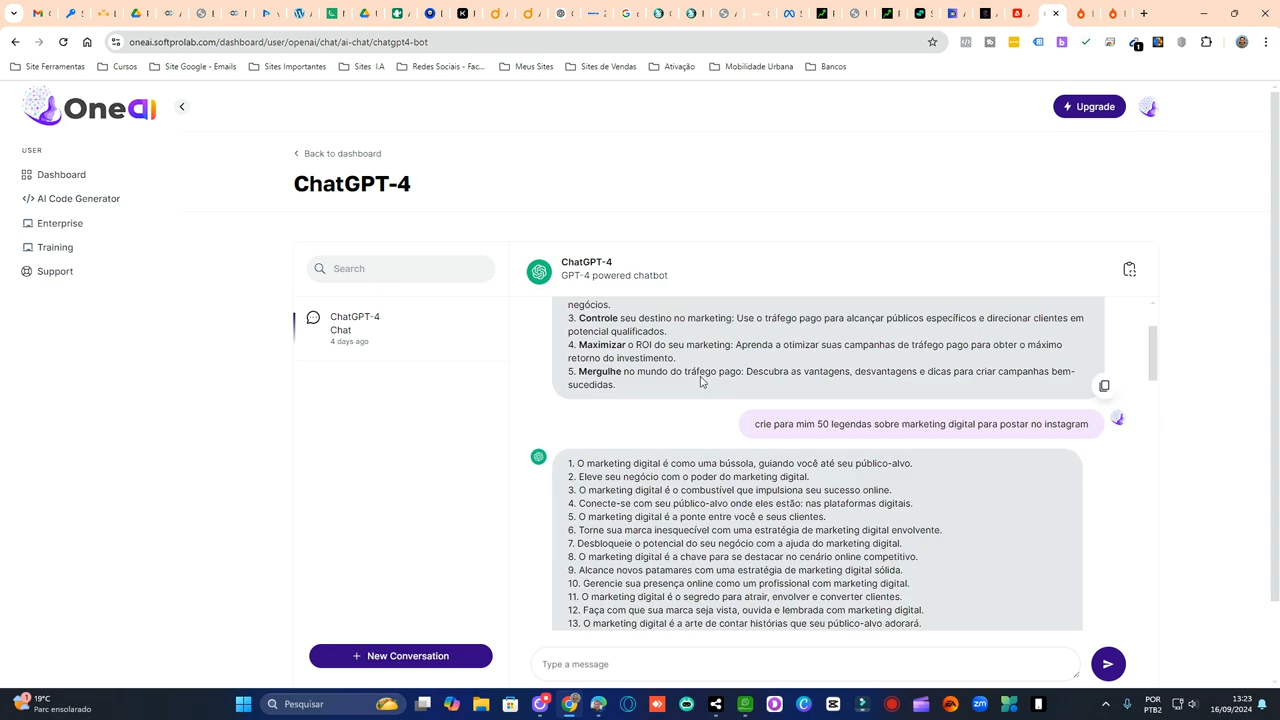 oneai.softprolab.com/dashboard/user/openai/chat/ai-chat/chatgpt4-bot
Site Ferramentas
Cursos
Site Google - Emails
Sites Importantes
Sites .I.A
Redes Sociais - Fac...
Meus Sites
Sites de Vendas
Ativação
Mobilidade Urbana
Bancos
OneAI
Upgrade
USER
Dashboard
AI Code Generator
Enterprise
Training
Support
Back to dashboard
ChatGPT-4
Search
ChatGPT-4
Chat
4 days ago
New Conversation
ChatGPT-4
GPT-4 powered chatbot
negócios.
3. Controle seu destino no marketing: Use o tráfego pago para alcançar públicos específicos e direcionar clientes em
potencial qualificados.
4. Maximizar o ROI do seu marketing: Aprenda a otimizar suas campanhas de tráfego pago para obter o máximo
retorno do investimento.
5. Mergulhe no mundo do tráfego pago: Descubra as vantagens, desvantagens e dicas para criar campanhas bem-
sucedidas.
crie para mim 50 legendas sobre marketing digital para postar no instagram
1. O marketing digital é como uma bússola, guiando você até seu público-alvo.
2. Eleve seu negócio com o poder do marketing digital.
3. O marketing digital é o combustível que impulsiona seu sucesso online.
4. Conecte-se com seu público-alvo onde eles estão: nas plataformas digitais.
5. O marketing digital é a ponte entre você e seus clientes.
6. Torne sua marca inesquecível com uma estratégia de marketing digital envolvente.
7. Desbloqueie o potencial do seu negócio com a ajuda do marketing digital.
8. O marketing digital é a chave para se destacar no cenário online competitivo.
9. Alcance novos patamares com uma estratégia de marketing digital sólida.
10. Gerencie sua presença online como um profissional com marketing digital.
11. O marketing digital é o segredo para atrair, envolver e converter clientes.
12. Faça com que sua marca seja vista, ouvida e lembrada com marketing digital.
13. O marketing digital é a arte de contar histórias que seu público-alvo adorará.
Type a message
19°C
Parc ensolarado
Pesquisar
POR
PTB2
13:23
16/09/2024